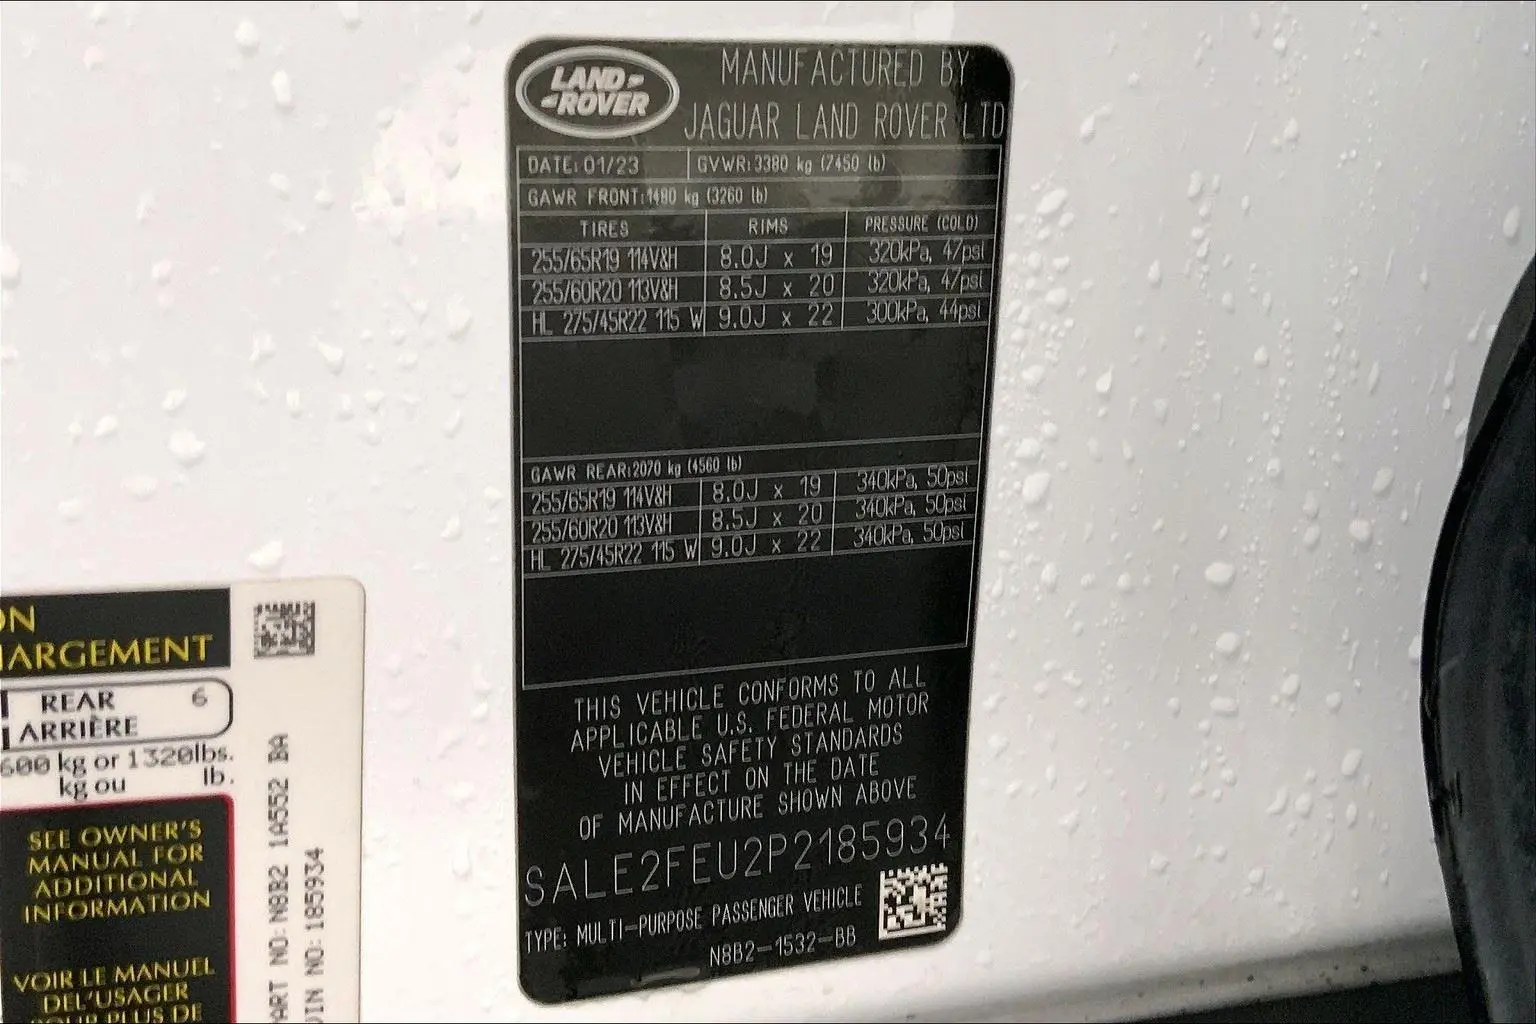 LAND
ROVER
MANUFACTURED BY
JAGUAR LAND ROVER LTD
DATE: 01/23 GVWR: 3380 kg (7450 lb)
GAWR FRONT: 1480 kg (3260 lb)
TIRES RIMS PRESSURE (COLD)
255/65R19 114V&H 8.0J x 19 320kPa, 47psi
255/60R20 113V&H 8.5J x 20 320kPa, 47psi
HL 275/45R22 115 W 9.0J x 22 300kPa, 44psi
GAWR REAR: 2070 kg (4560 lb)
255/65R19 114V&H 8.0J x 19 340kPa, 50psi
255/60R20 113V&H 8.5J x 20 340kPa, 50psi
HL 275/45R22 115 W 9.0J x 22 340kPa, 50psi
THIS VEHICLE CONFORMS TO ALL
APPLICABLE U.S. FEDERAL MOTOR
VEHICLE SAFETY STANDARDS
IN EFFECT ON THE DATE
OF MANUFACTURE SHOWN ABOVE
SALE2FEU2P2185934
TYPE: MULTI-PURPOSE PASSENGER VEHICLE
N8B2-1532-BB
ON
HARGEMENT
REAR 6
ARRIÈRE
600 kg or 1320lbs.
kg ou lb.
SEE OWNER'S
MANUAL FOR
ADDITIONAL
INFORMATION
VOIR LE MANUEL
DEL'USAGER
POUR PLUS DE
PART NO: N8B2 1A552 BA
VIN NO: 185934